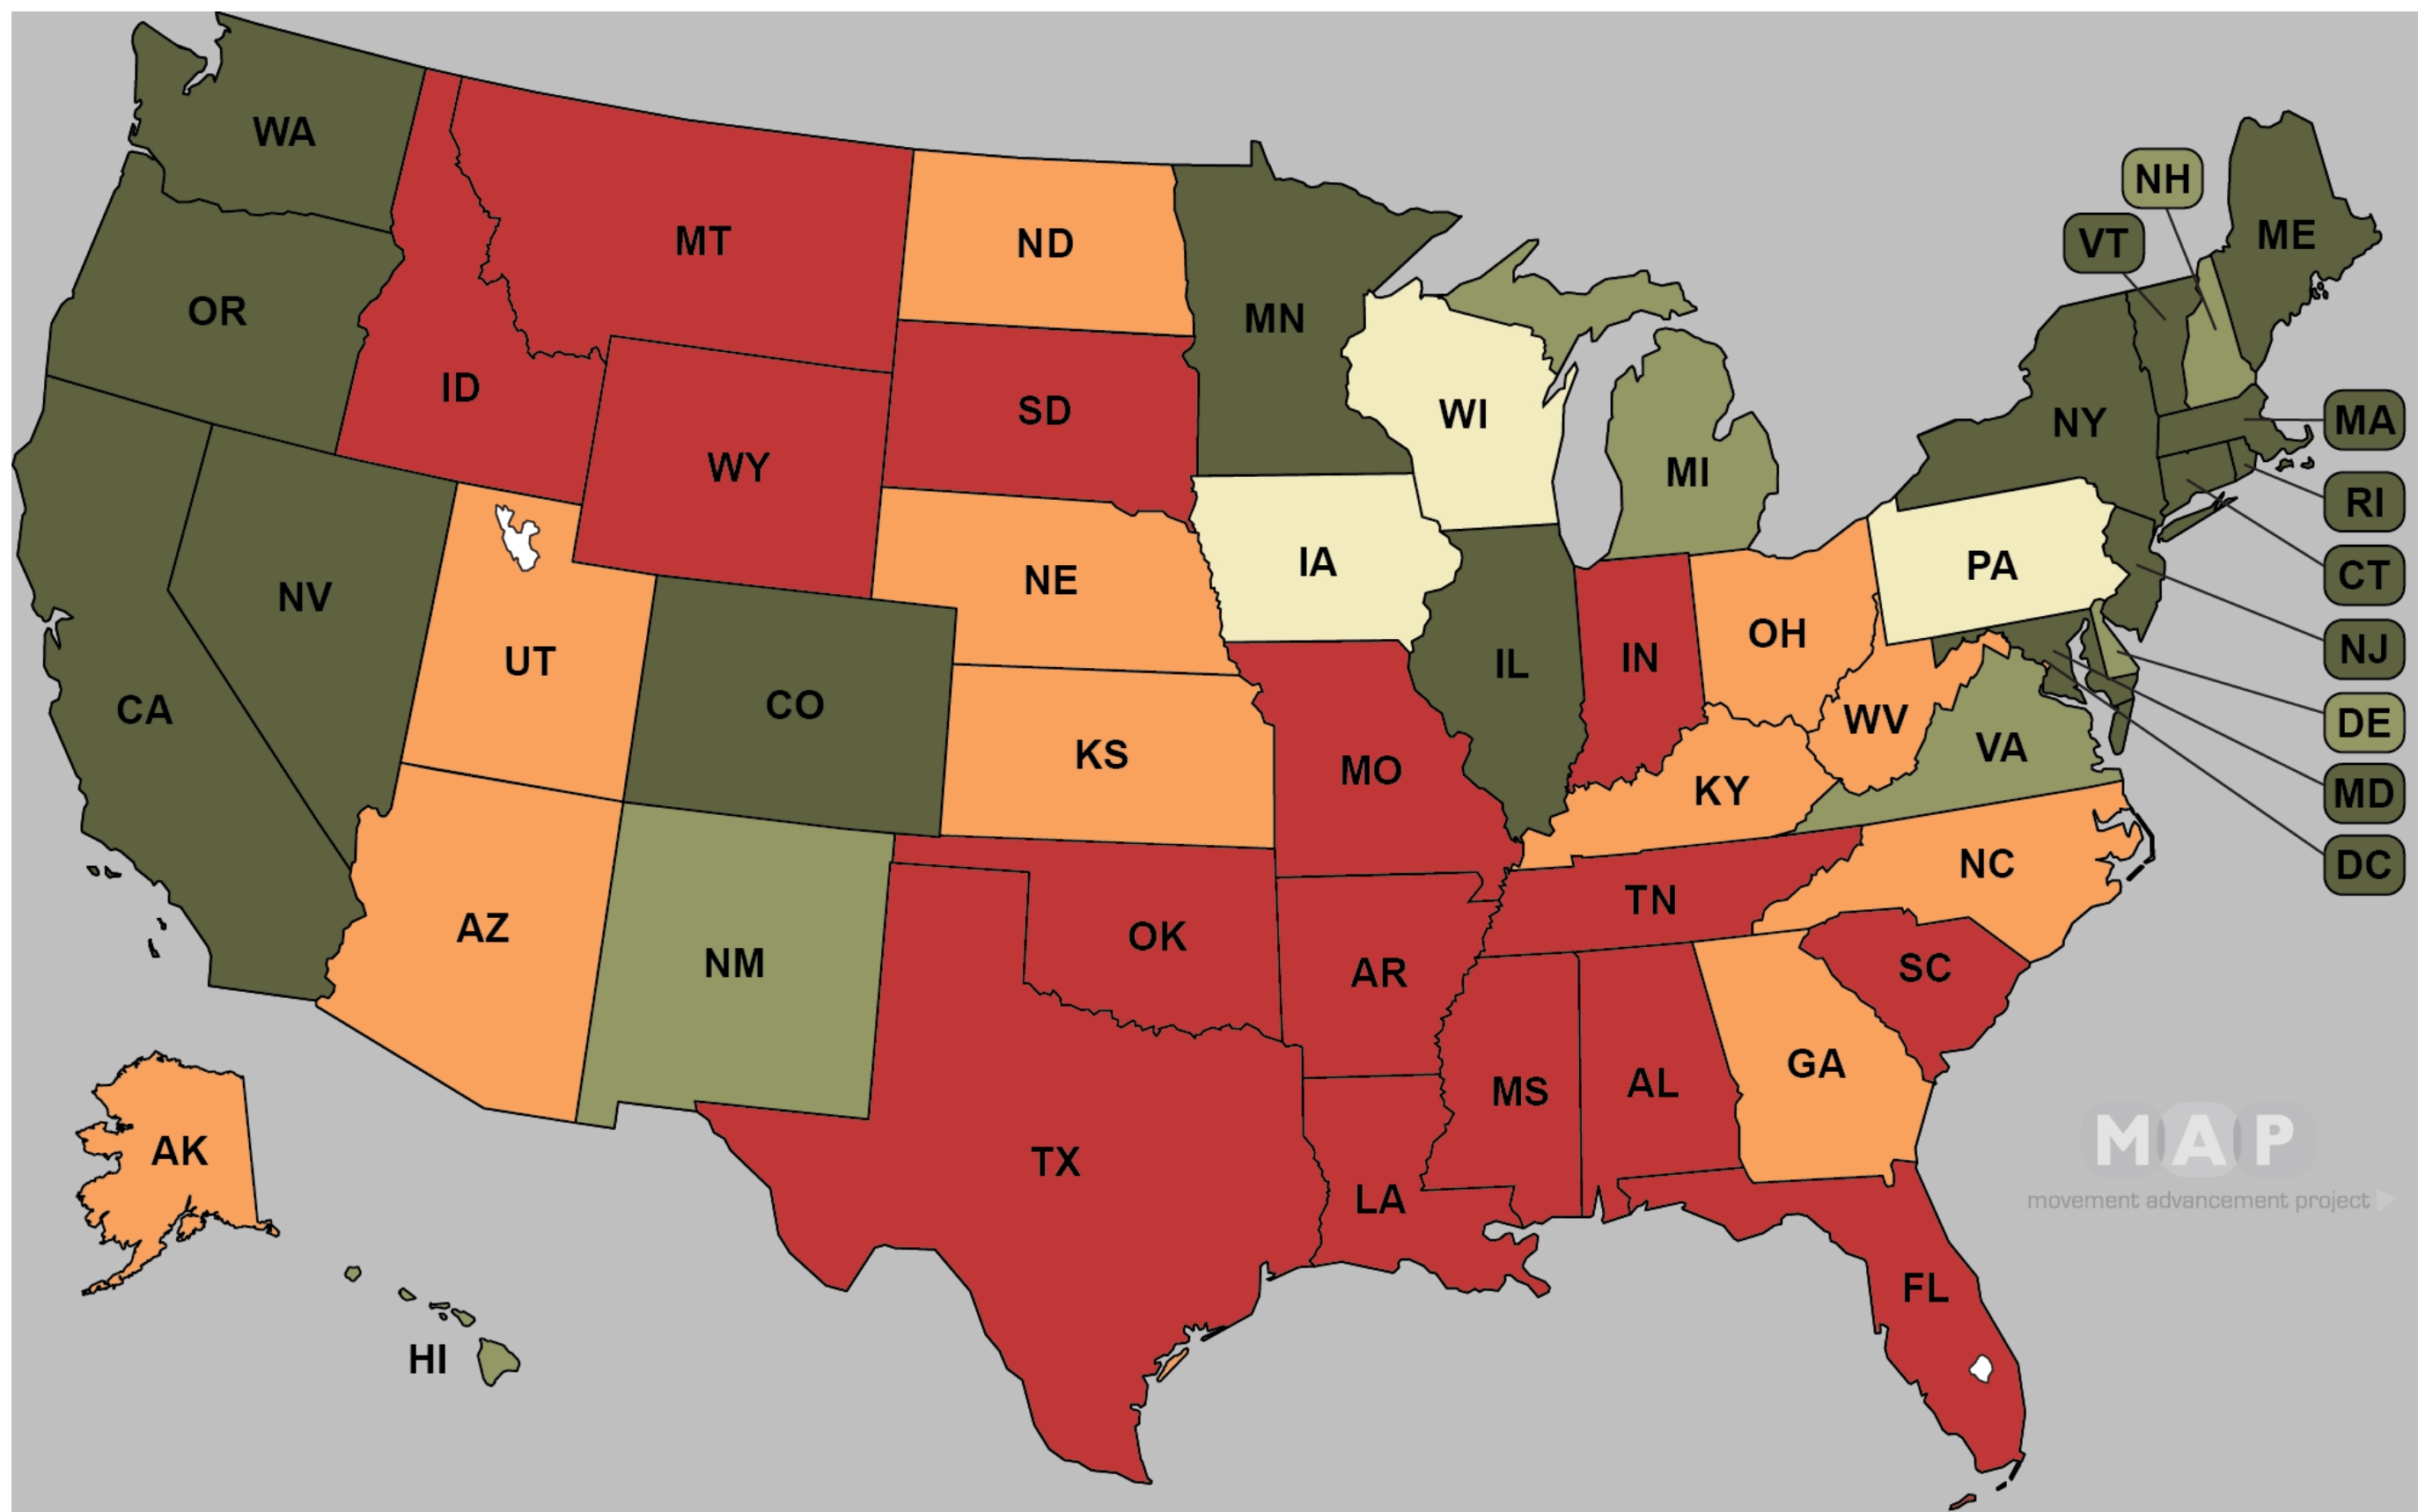 WA
NH
ME
VT
MT
ND
OR
MN
ID
SD
WI
NY
MA
WY
MI
RI
IA
PA
CT
NE
NV
OH
NJ
UT
IN
IL
CO
CA
WV
DE
KS
VA
MO
KY
MD
NC
DC
TN
AZ
OK
NM
AR
SC
GA
AL
MS
MAP
AK
TX
LA
movement advancement project
FL
HI